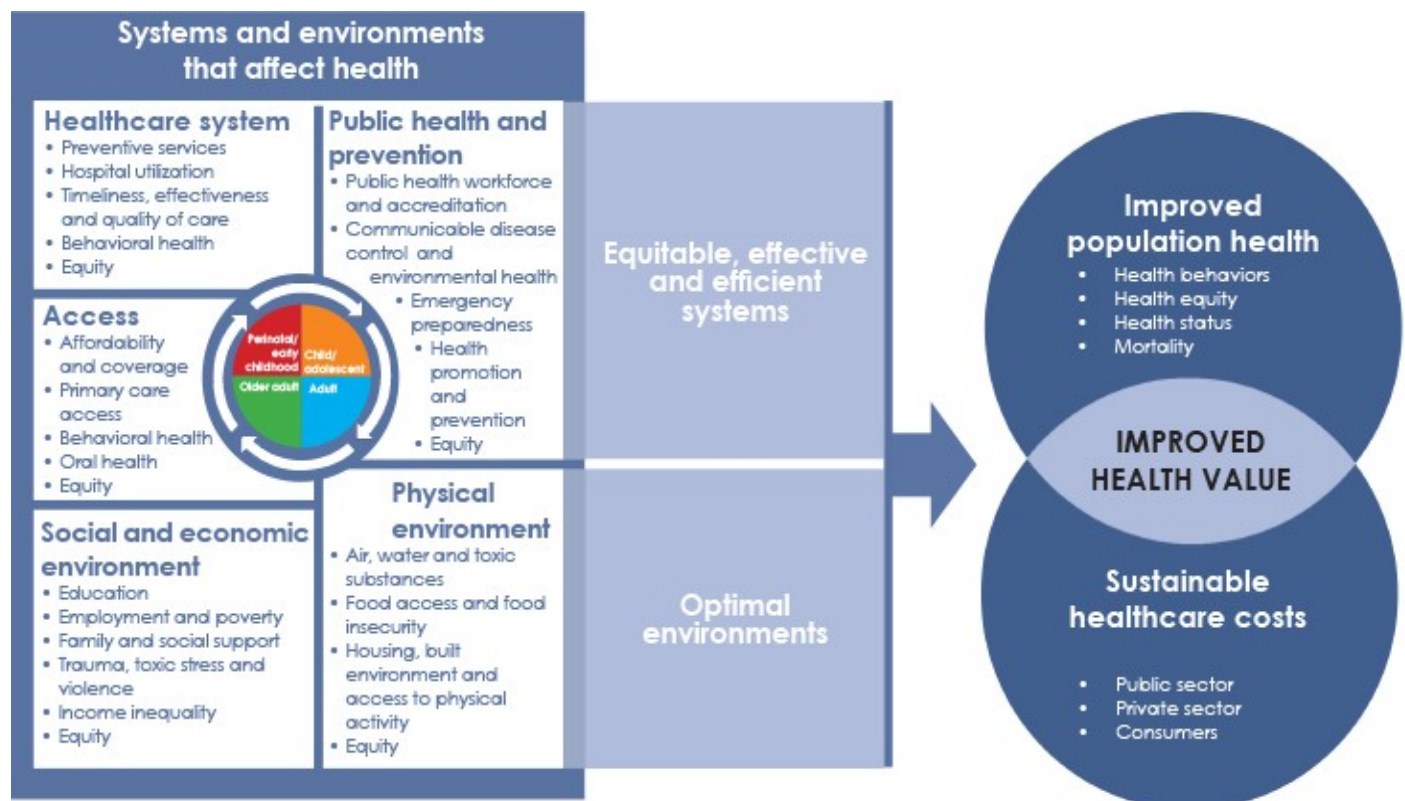 Systems and environments
that affect health
Healthcare system
• Preventive services
• Hospital utilization
• Timeliness, effectiveness
and quality of care
• Behavioral health
• Equity
Public health and
prevention
• Public health workforce
and accreditation
• Communicable disease
control and
environmental health
• Emergency
preparedness
• Health
promotion
and
prevention
• Equity
Access
• Affordability
and coverage
• Primary care
access
• Behavioral health
• Oral health
• Equity
Perinatal/
early
childhood
Child/
adolescent
Older adult
Adult
Social and economic
environment
• Education
• Employment and poverty
• Family and social support
• Trauma, toxic stress and
violence
• Income inequality
• Equity
Physical
environment
• Air, water and toxic
substances
• Food access and food
insecurity
• Housing, built
environment and
access to physical
activity
• Equity
Equitable, effective
and efficient
systems
Optimal
environments
Improved
population health
• Health behaviors
• Health equity
• Health status
• Mortality
IMPROVED
HEALTH VALUE
Sustainable
healthcare costs
• Public sector
• Private sector
• Consumers